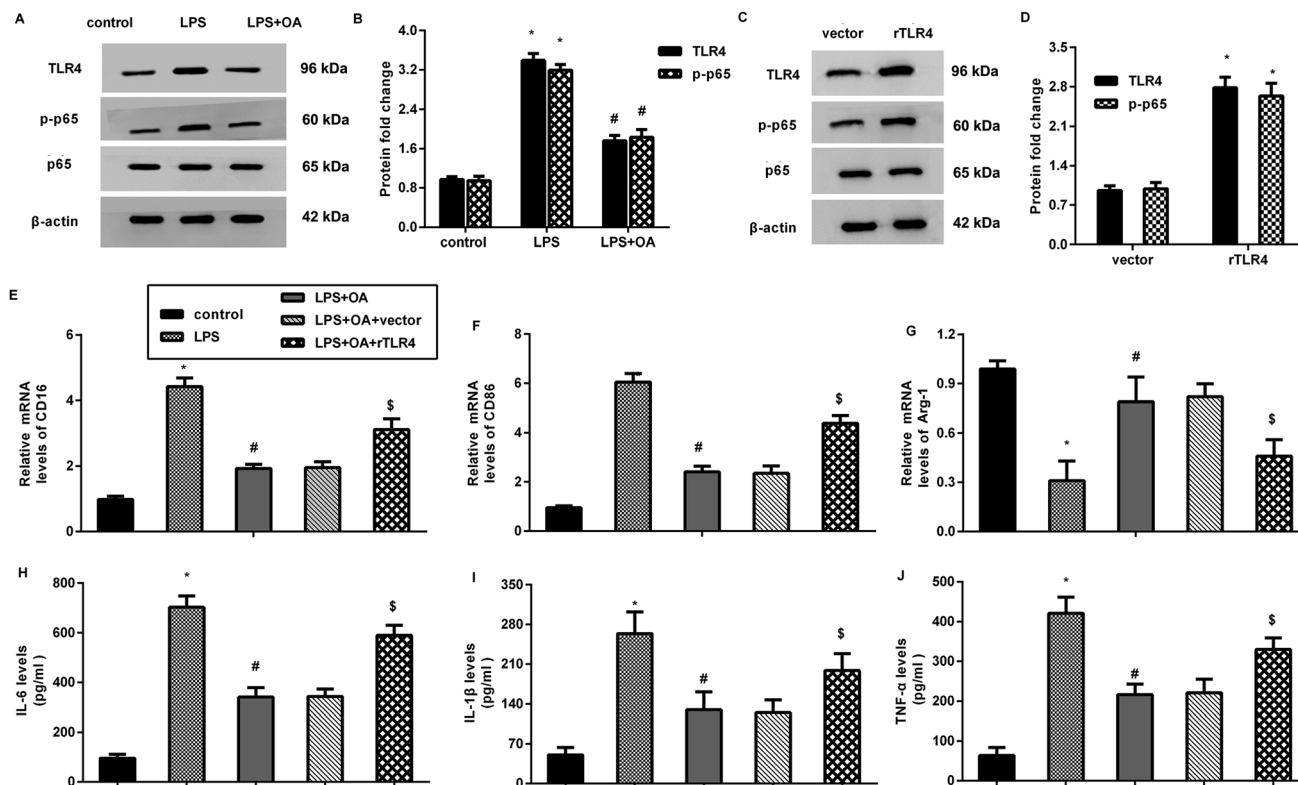 A
control LPS LPS+OA
TLR4 96 kDa
p-p65 60 kDa
p65 65 kDa
β-actin 42 kDa
B
Protein fold change
4.0
3.2
2.4
1.6
0.8
0.0
* *
# #
TLR4
p-p65
control LPS LPS+OA
C
vector rTLR4
TLR4 96 kDa
p-p65 60 kDa
p65 65 kDa
β-actin 42 kDa
D
Protein fold change
3.5
2.8
2.1
1.4
0.7
0.0
* *
TLR4
p-p65
vector rTLR4
E
control
LPS
LPS+OA
LPS+OA+vector
LPS+OA+rTLR4
Relative mRNA
levels of CD16
6
4
2
0
*
#
$
F
Relative mRNA
levels of CD86
8
6
4
2
0
#
$
G
Relative mRNA
levels of Arg-1
1.2
0.9
0.6
0.3
0.0
*
#
$
H
IL-6 levels
(pg/ml)
800
600
400
200
0
*
#
$
I
IL-1β levels
(pg/ml )
350
280
210
140
70
0
*
#
$
J
TNF-α levels
(pg/ml )
500
400
300
200
100
0
*
#
$